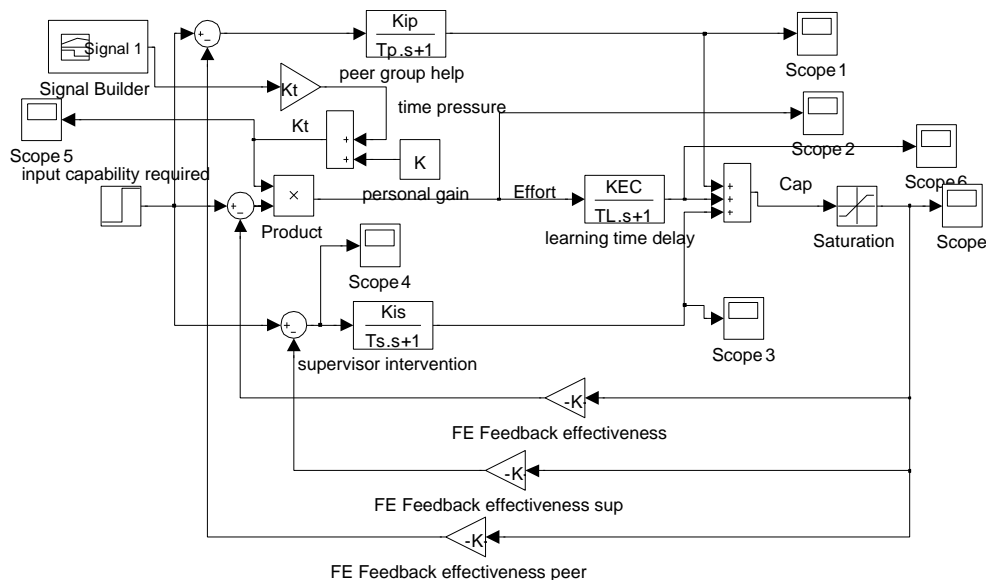 Kip
Tp.s+1
peer group help
Scope 1
Signal 1
Signal Builder
Kt
time pressure
Scope 5
Kt
+
+
K
personal gain
Scope 2
Scope 6
input capability required
+
−
×
Product
Effort
KEC
TL.s+1
learning time delay
+
+
+
Cap
Saturation
Scope
Scope 4
+
−
Kis
Ts.s+1
supervisor intervention
Scope 3
-K-
FE Feedback effectiveness
-K-
FE Feedback effectiveness sup
-K-
FE Feedback effectiveness peer